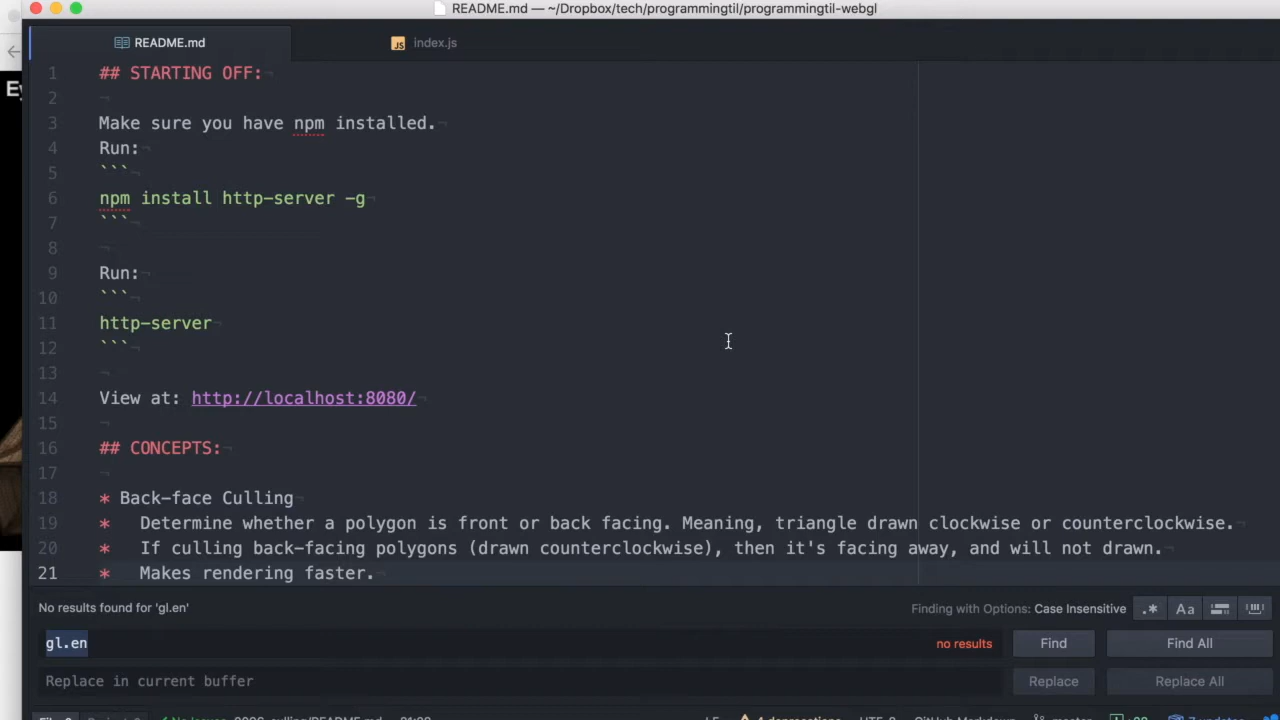 README.md — ~/Dropbox/tech/programmingtil/programmingtil-webgl
README.md
JS index.js
Ey
1 ## STARTING OFF:
2
3 Make sure you have npm installed.
4 Run:
5 ```
6 npm install http-server -g
7 ```
8
9 Run:
10 ```
11 http-server
12 ```
13
14 View at: http://localhost:8080/
15
16 ## CONCEPTS:
17
18 * Back-face Culling
19 * Determine whether a polygon is front or back facing. Meaning, triangle drawn clockwise or counterclockwise.
20 * If culling back-facing polygons (drawn counterclockwise), then it's facing away, and will not drawn.
21 * Makes rendering faster.
No results found for 'gl.en'
Finding with Options: Case Insensitive
.* Aa
gl.en
no results
Find
Find All
Replace in current buffer
Replace
Replace All